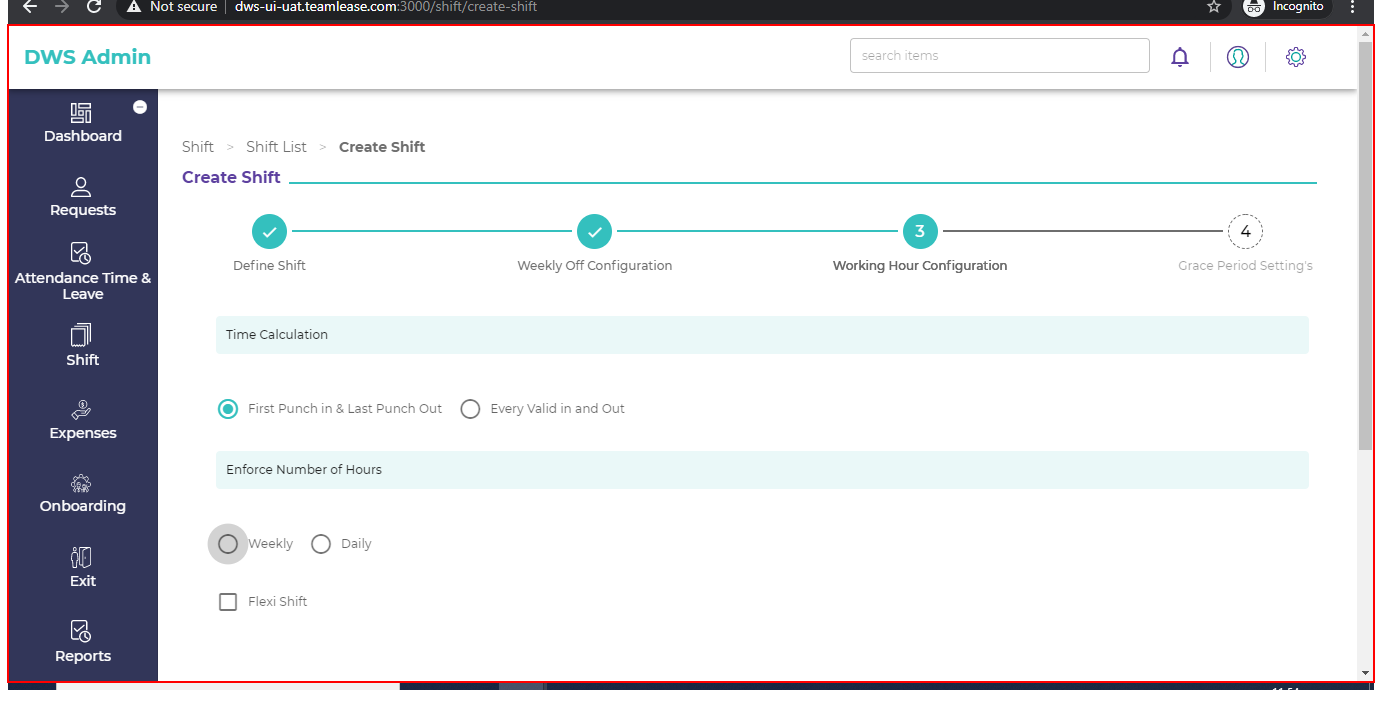 Not secure | dws-ui-uat.teamlease.com:3000/shift/create-shift
Incognito
DWS Admin
search items
Dashboard
Requests
Attendance Time &
Leave
Shift
Expenses
Onboarding
Exit
Reports
Shift > Shift List > Create Shift
Create Shift
3
4
Define Shift
Weekly Off Configuration
Working Hour Configuration
Grace Period Setting's
Time Calculation
First Punch in & Last Punch Out
Every Valid in and Out
Enforce Number of Hours
Weekly
Daily
Flexi Shift